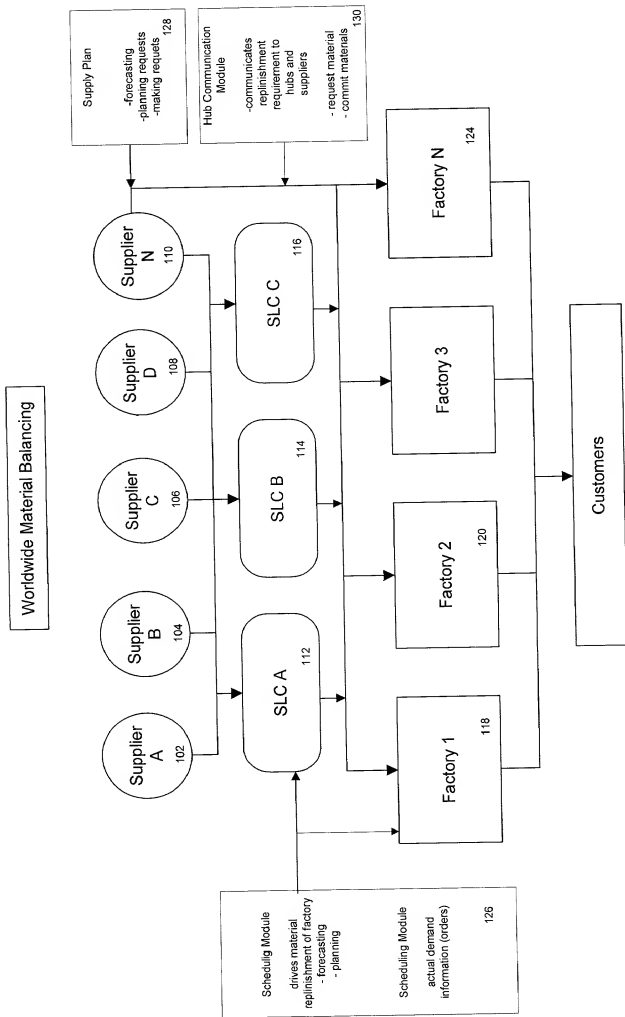 Worldwide Material Balancing
Supplier
A
102
Supplier
B
104
Supplier
C
106
Supplier
D
108
Supplier
N
110
Supply Plan
-forecasting
-planning requests
-making requets
128
Hub Communication
Module
130
-communicates
replinishment
requirement to
hubs and
suppliers
- request material
- commit materials
SLC A
112
SLC B
114
SLC C
116
Schedulig Module
drives material
replinishment of factory
- forecasting
- planning
Scheduling Module
actual demand
information (orders)
126
Factory 1
118
Factory 2
120
Factory 3
Factory N
124
Customers